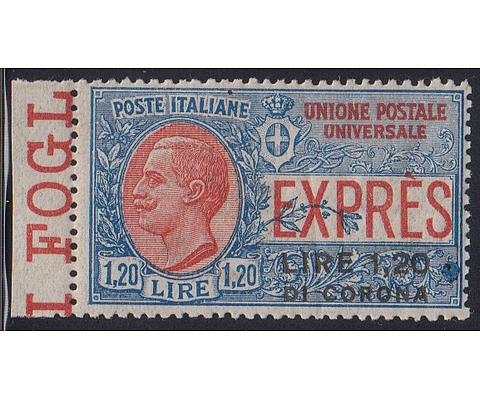 I FOGL
POSTE ITALIANE
UNIONE POSTALE
UNIVERSALE
EXPRÈS
1,20 LIRE 1,20
LIRE 1,20
DI CORONA